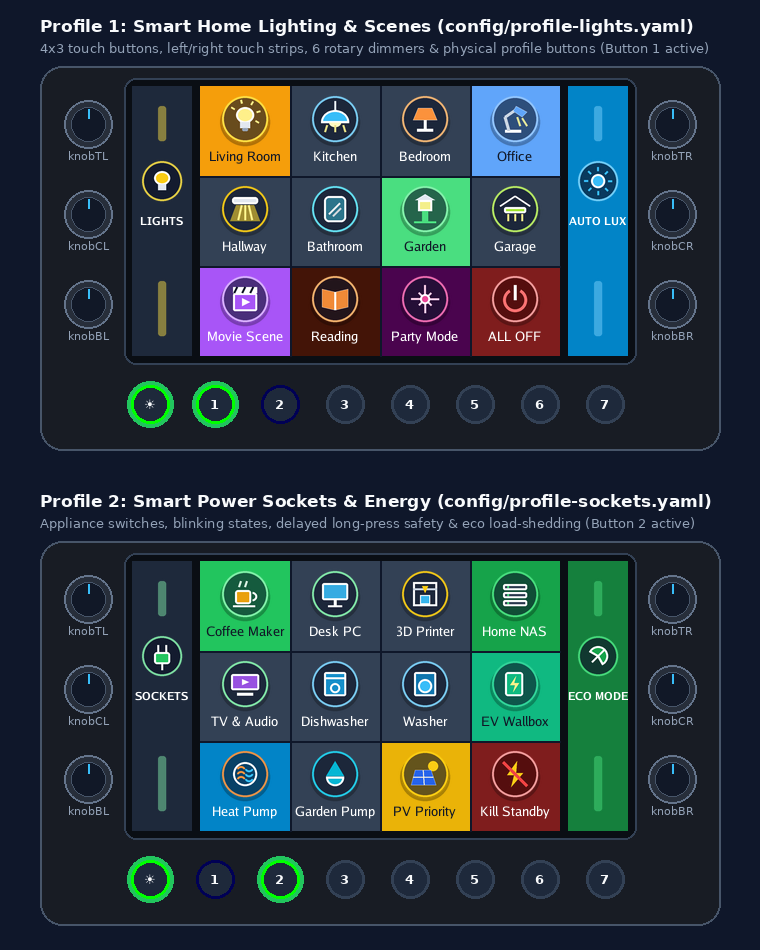 Profile 1: Smart Home Lighting & Scenes (config/profile-lights.yaml)
4x3 touch buttons, left/right touch strips, 6 rotary dimmers & physical profile buttons (Button 1 active)
knobTL
knobTR
Living Room
Kitchen
Bedroom
Office
LIGHTS
AUTO LUX
knobCL
knobCR
Hallway
Bathroom
Garden
Garage
knobBL
knobBR
Movie Scene
Reading
Party Mode
ALL OFF
☀ 1 2 3 4 5 6 7
Profile 2: Smart Power Sockets & Energy (config/profile-sockets.yaml)
Appliance switches, blinking states, delayed long-press safety & eco load-shedding (Button 2 active)
knobTL
knobTR
Coffee Maker
Desk PC
3D Printer
Home NAS
SOCKETS
ECO MODE
knobCL
knobCR
TV & Audio
Dishwasher
Washer
EV Wallbox
knobBL
knobBR
Heat Pump
Garden Pump
PV Priority
Kill Standby
☀ 1 2 3 4 5 6 7